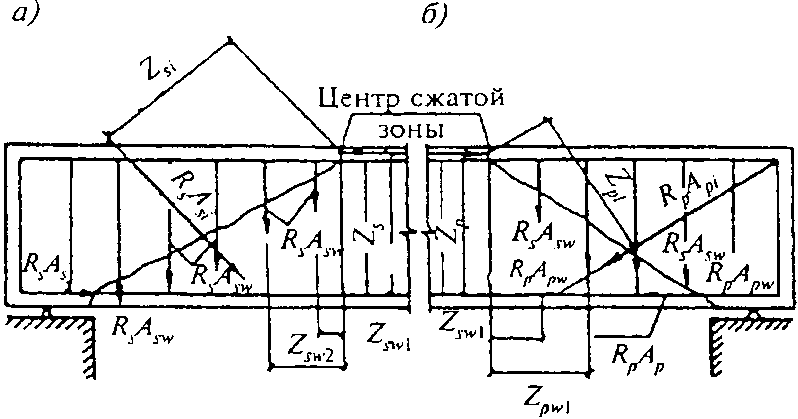 а)
б)
Z_si
Центр сжатой
зоны
R_sA_si
Z_s
Z_p
Z_pi
R_pA_pi
R_sA_s
R_sA_sw
R_sA_sw
R_sA_sw
R_sA_sw
R_sA_sw
R_pA_pw
R_pA_pw
R_sA_sw
Z_sw2
Z_sw1
Z_sw1
R_pA_p
Z_pw1